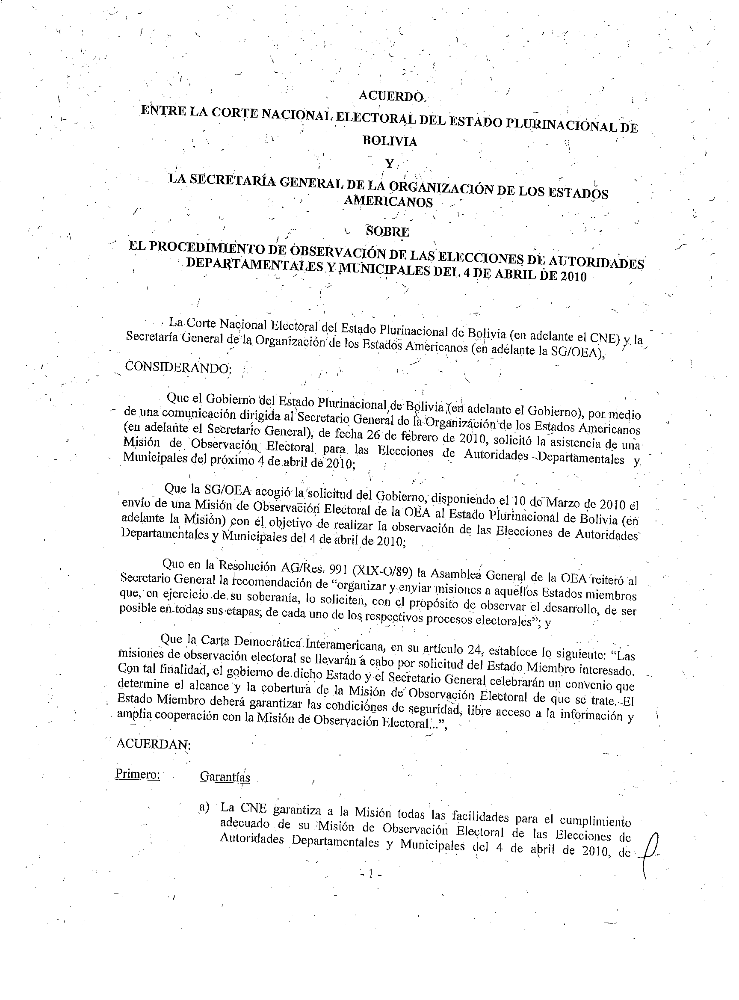 ACUERDO
ENTRE LA CORTE NACIONAL ELECTORAL DEL ESTADO PLURINACIONAL DE
BOLIVIA
Y
LA SECRETARÍA GENERAL DE LA ORGANIZACIÓN DE LOS ESTADOS
AMERICANOS
SOBRE
EL PROCEDIMIENTO DE OBSERVACIÓN DE LAS ELECCIONES DE AUTORIDADES
DEPARTAMENTALES Y MUNICIPALES DEL 4 DE ABRIL DE 2010
La Corte Nacional Electoral del Estado Plurinacional de Bolivia (en adelante el CNE) y la
Secretaría General de la Organización de los Estados Americanos (en adelante la SG/OEA),
CONSIDERANDO:
Que el Gobierno del Estado Plurinacional de Bolivia (en adelante el Gobierno), por medio
de una comunicación dirigida al Secretario General de la Organización de los Estados Americanos
(en adelante el Secretario General), de fecha 26 de febrero de 2010, solicitó la asistencia de una
Misión de Observación Electoral para las Elecciones de Autoridades Departamentales y
Municipales del próximo 4 de abril de 2010;
Que la SG/OEA acogió la solicitud del Gobierno, disponiendo el 10 de Marzo de 2010 el
envío de una Misión de Observación Electoral de la OEA al Estado Plurinacional de Bolivia (en
adelante la Misión) con el objetivo de realizar la observación de las Elecciones de Autoridades
Departamentales y Municipales del 4 de abril de 2010;
Que en la Resolución AG/Res. 991 (XIX-O/89) la Asamblea General de la OEA reiteró al
Secretario General la recomendación de “organizar y enviar misiones a aquellos Estados miembros
que, en ejercicio de su soberanía, lo soliciten, con el propósito de observar el desarrollo, de ser
posible en todas sus etapas, de cada uno de los respectivos procesos electorales”; y
Que la Carta Democrática Interamericana, en su artículo 24, establece lo siguiente: “Las
misiones de observación electoral se llevarán a cabo por solicitud del Estado Miembro interesado.
Con tal finalidad, el gobierno de dicho Estado y el Secretario General celebrarán un convenio que
determine el alcance y la cobertura de la Misión de Observación Electoral de que se trate. El
Estado Miembro deberá garantizar las condiciones de seguridad, libre acceso a la información y
amplia cooperación con la Misión de Observación Electoral...”,
ACUERDAN:
Primero: Garantías
a) La CNE garantiza a la Misión todas las facilidades para el cumplimiento
adecuado de su Misión de Observación Electoral de las Elecciones de
Autoridades Departamentales y Municipales del 4 de abril de 2010, de
- 1 -